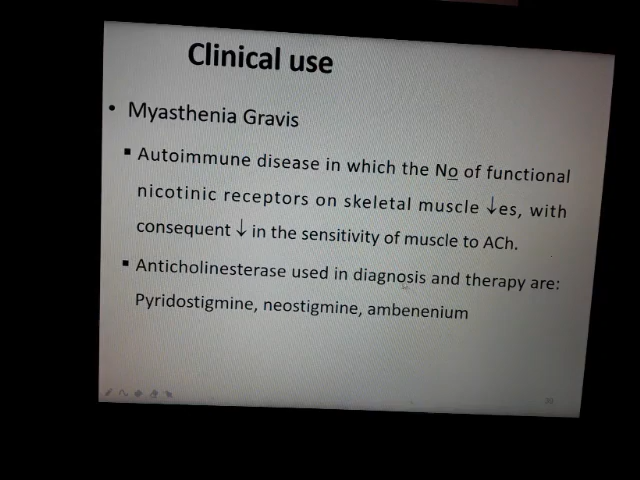 Clinical use
• Myasthenia Gravis
▪ Autoimmune disease in which the No of functional
nicotinic receptors on skeletal muscle ↓es, with
consequent ↓ in the sensitivity of muscle to ACh.
▪ Anticholinesterase used in diagnosis and therapy are:
Pyridostigmine, neostigmine, ambenenium